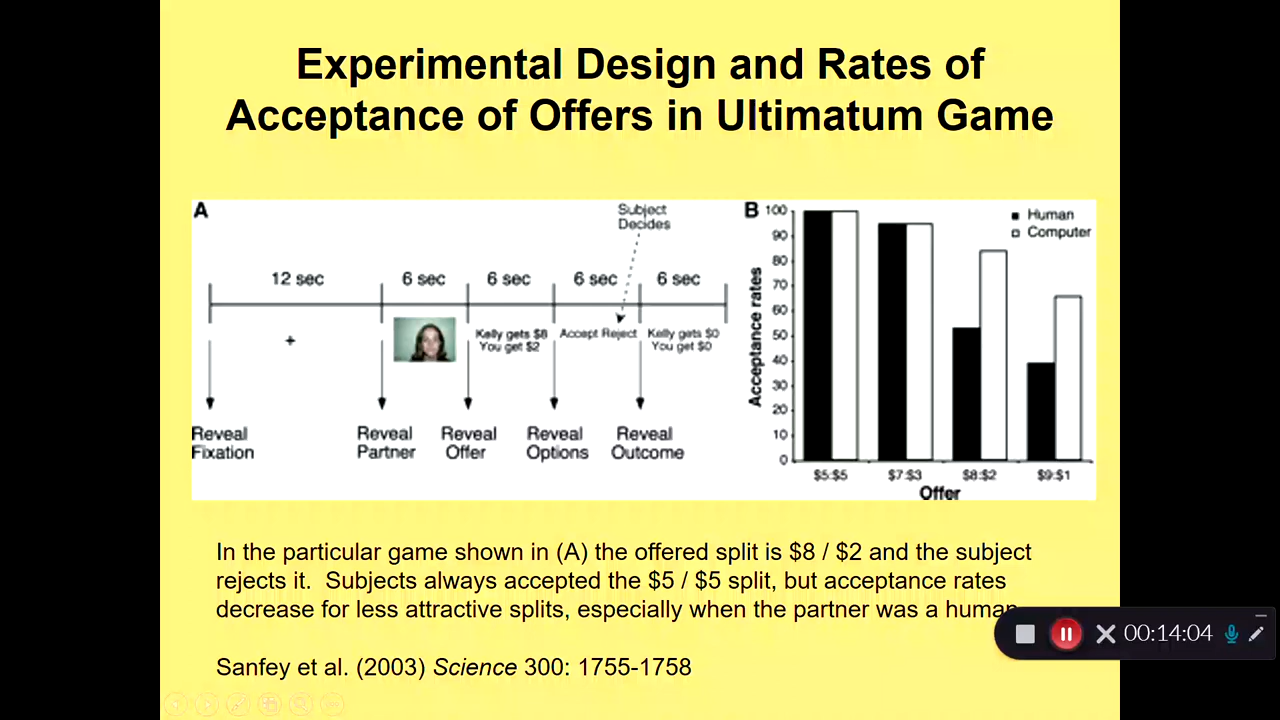 Experimental Design and Rates of
Acceptance of Offers in Ultimatum Game
A
Subject
Decides
12 sec
6 sec
6 sec
6 sec
6 sec
+
Kelly gets $8
You get $2
Accept Reject
Kelly gets $0
You get $0
Reveal
Fixation
Reveal
Partner
Reveal
Offer
Reveal
Options
Reveal
Outcome
B
Human
Computer
Acceptance rates
100
90
80
70
60
50
40
30
20
10
0
$5:$5
$7:$3
$8:$2
$9:$1
Offer
In the particular game shown in (A) the offered split is $8 / $2 and the subject
rejects it. Subjects always accepted the $5 / $5 split, but acceptance rates
decrease for less attractive splits, especially when the partner was a human
00:14:04
Sanfey et al. (2003) Science 300: 1755-1758